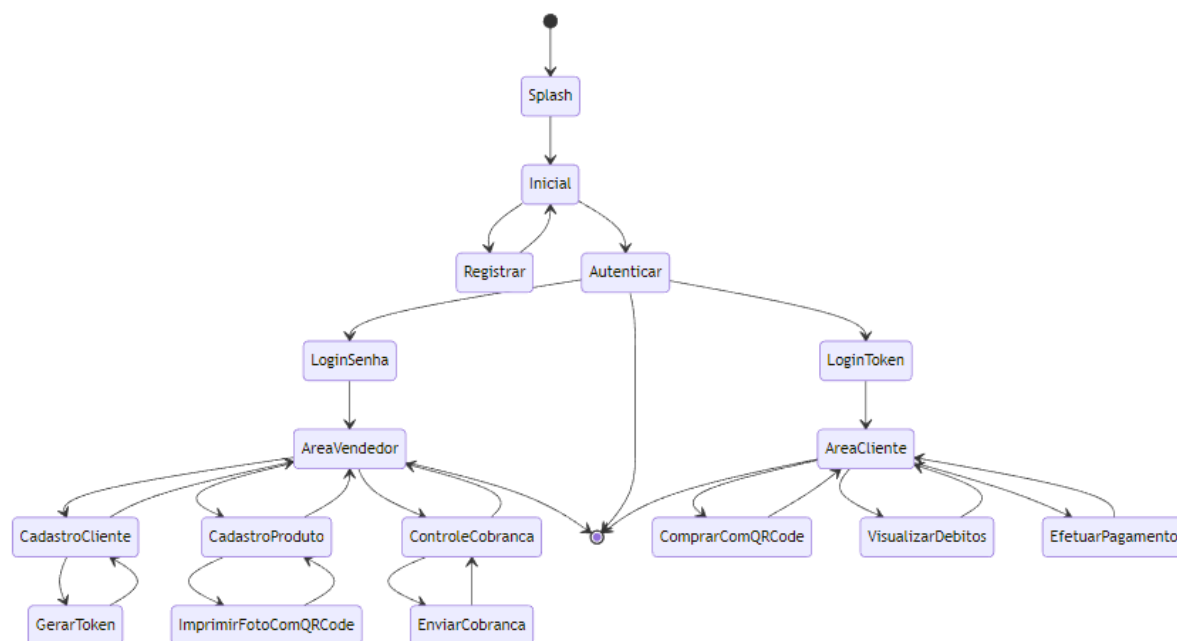 Splash
Inicial
Registrar
Autenticar
LoginSenha
LoginToken
AreaVendedor
AreaCliente
CadastroCliente
CadastroProduto
ControleCobranca
ComprarComQRCode
VisualizarDebitos
EfetuarPagamento
GerarToken
ImprimirFotoComQRCode
EnviarCobranca